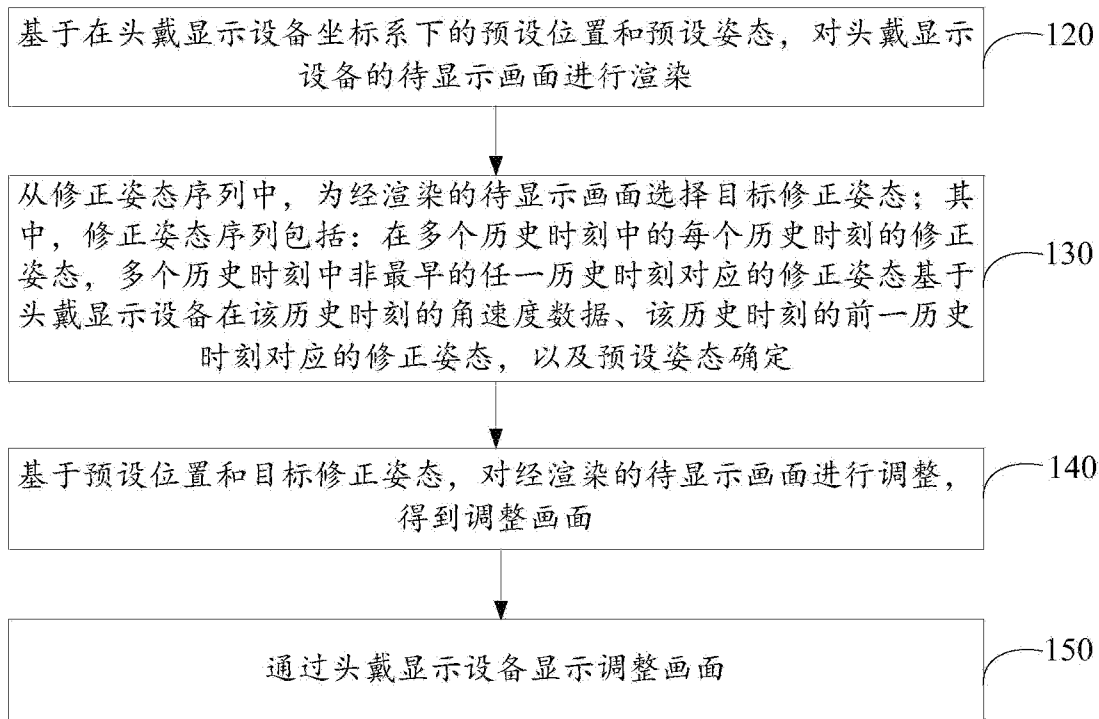 基于在头戴显示设备坐标系下的预设位置和预设姿态，对头戴显示
设备的待显示画面进行渲染
120
从修正姿态序列中，为经渲染的待显示画面选择目标修正姿态；其
中，修正姿态序列包括：在多个历史时刻中的每个历史时刻的修正
姿态，多个历史时刻中非最早的任一历史时刻对应的修正姿态基于
头戴显示设备在该历史时刻的角速度数据、该历史时刻的前一历史
时刻对应的修正姿态，以及预设姿态确定
130
基于预设位置和目标修正姿态，对经渲染的待显示画面进行调整，
得到调整画面
140
通过头戴显示设备显示调整画面
150